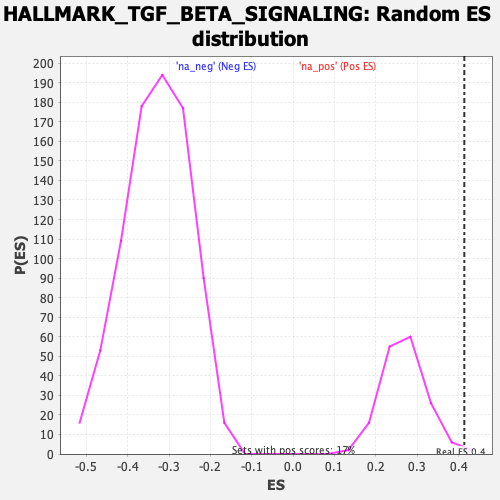 HALLMARK_TGF_BETA_SIGNALING: Random ES
distribution
'na_neg' (Neg ES)
'na_pos' (Pos ES)
200
190
180
170
160
150
140
130
120
110
100
90
80
70
60
50
40
30
20
10
0
P(ES)
Sets with pos scores: 17%
Real ES 0.4
-0.5 -0.4 -0.3 -0.2 -0.1 0.0 0.1 0.2 0.3 0.4
ES